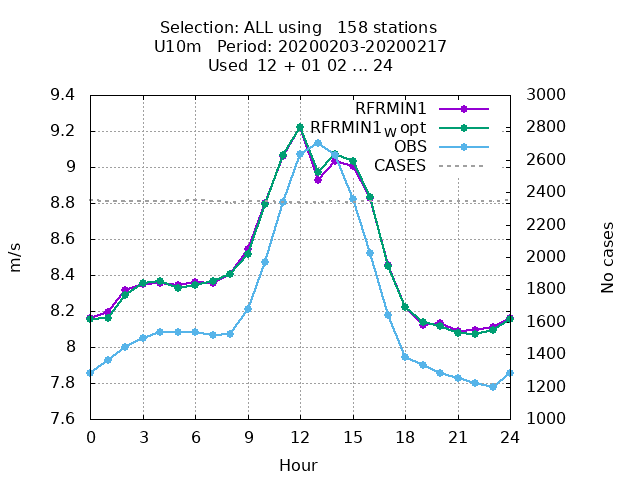 Selection: ALL using   158 stations
U10m   Period: 20200203-20200217
Used  12 + 01 02 ... 24
RFRMIN1
RFRMIN1w opt
OBS
CASES
9.4
9.2
9
8.8
8.6
8.4
8.2
8
7.8
7.6
m/s
3000
2800
2600
2400
2200
2000
1800
1600
1400
1200
1000
No cases
0 3 6 9 12 15 18 21 24
Hour